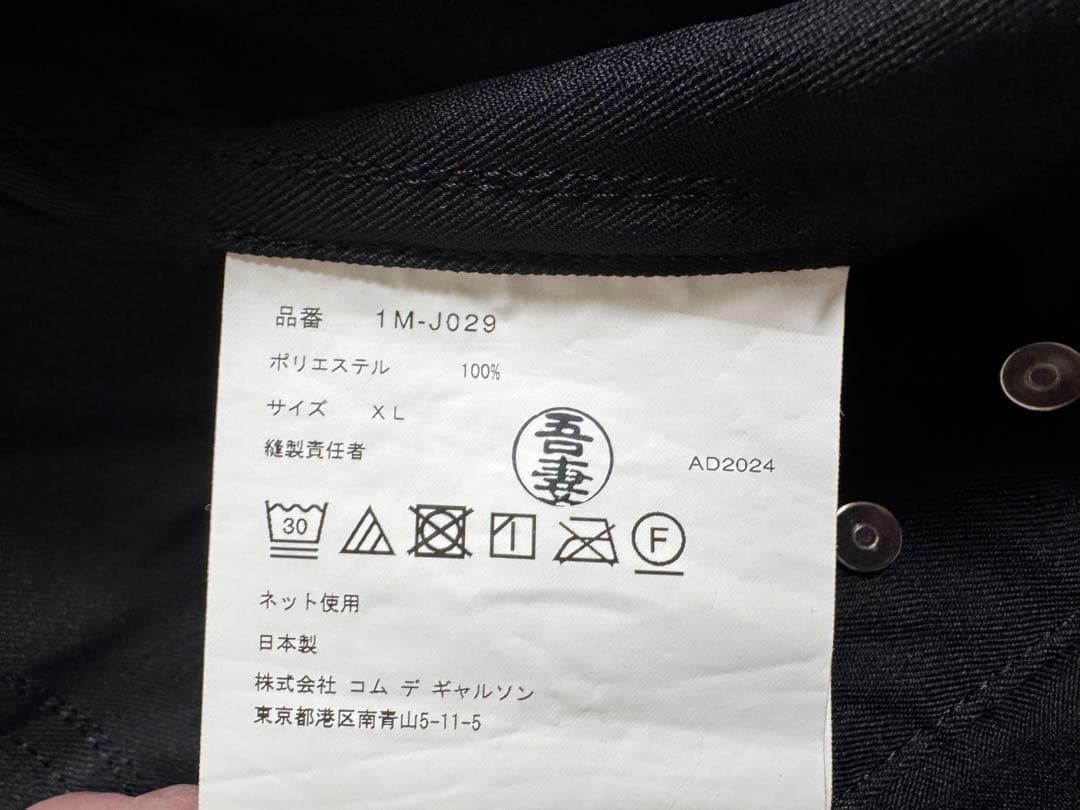 品番 1M-J029
ポリエステル 100%
サイズ XL
縫製責任者 吾妻 AD2024
30 F
ネット使用
日本製
株式会社 コム デ ギャルソン
東京都港区南青山5-11-5